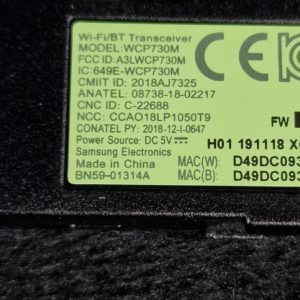 Wi-Fi/BT Transceiver
MODEL:WCP730M
FCC ID: A3LWCP730M
IC:649E-WCP730M
CMIIT ID: 2018AJ7325
ANATEL: 08738-18-02217
CNC ID: C-22688
NCC: CCAO18LP1050T9
CONATEL PY: 2018-12-I-0647
FW
Power Source: DC 5V
H01 191118
Samsung Electronics
Made in China
MAC(W): D49DC093
BN59-01314A
MAC(B): D49DC093